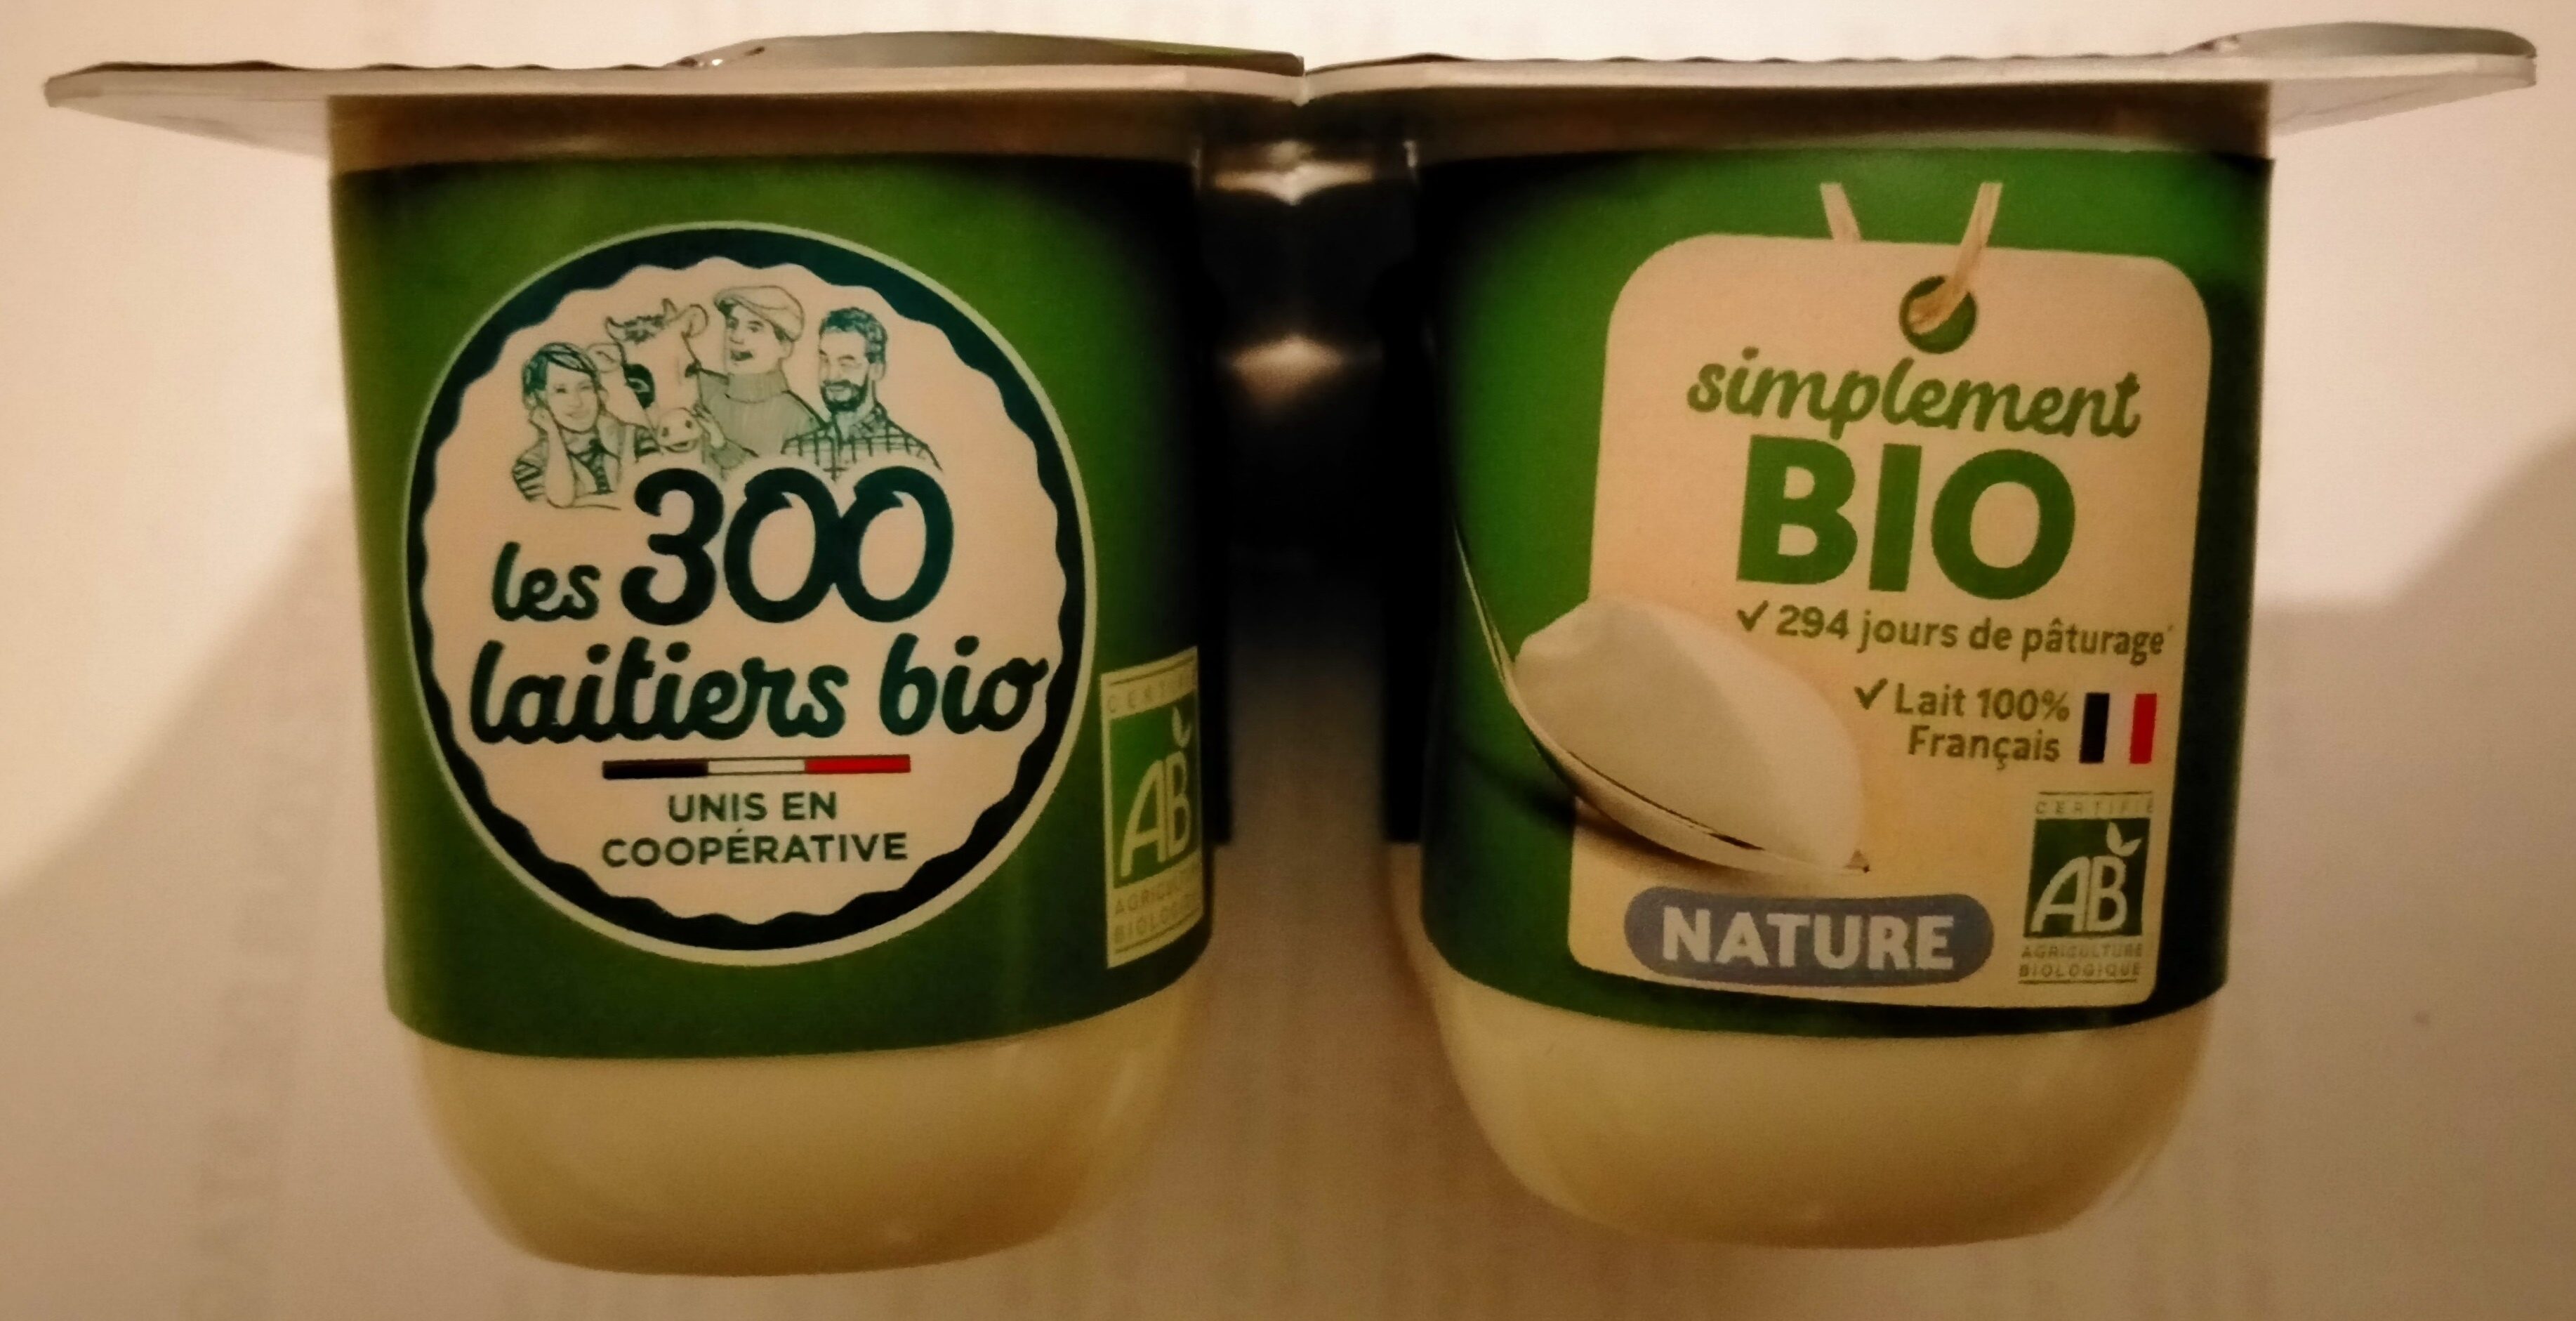 les 300
laitiers bio
UNIS EN
COOPÉRATIVE
AB
simplement
BIO
✓ 294 jours de pâturage*
✓ Lait 100%
Français
NATURE
CERTIFIÉ
AB
AGRICULTURE
BIOLOGIQUE